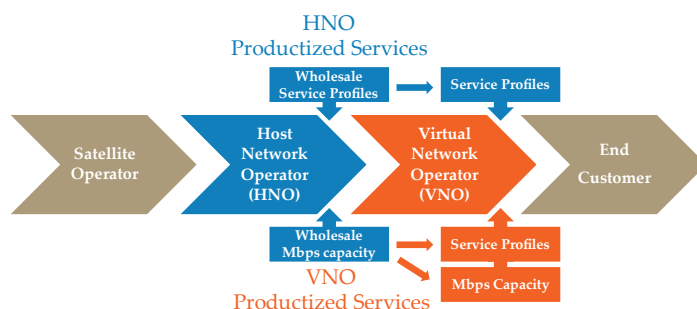 HNO
Productized Services
Wholesale
Service Profiles
Service Profiles
Satellite
Operator
Host
Network
Operator
(HNO)
Virtual
Network
Operator
(VNO)
End
Customer
Wholesale
Mbps capacity
Service Profiles
Mbps Capacity
VNO
Productized Services